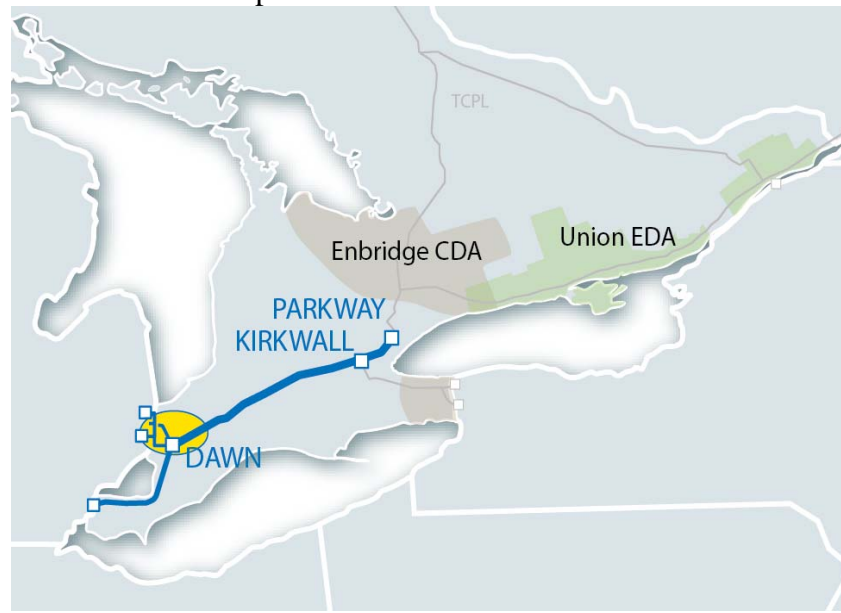 TCPL
Enbridge CDA
Union EDA
PARKWAY
KIRKWALL
DAWN